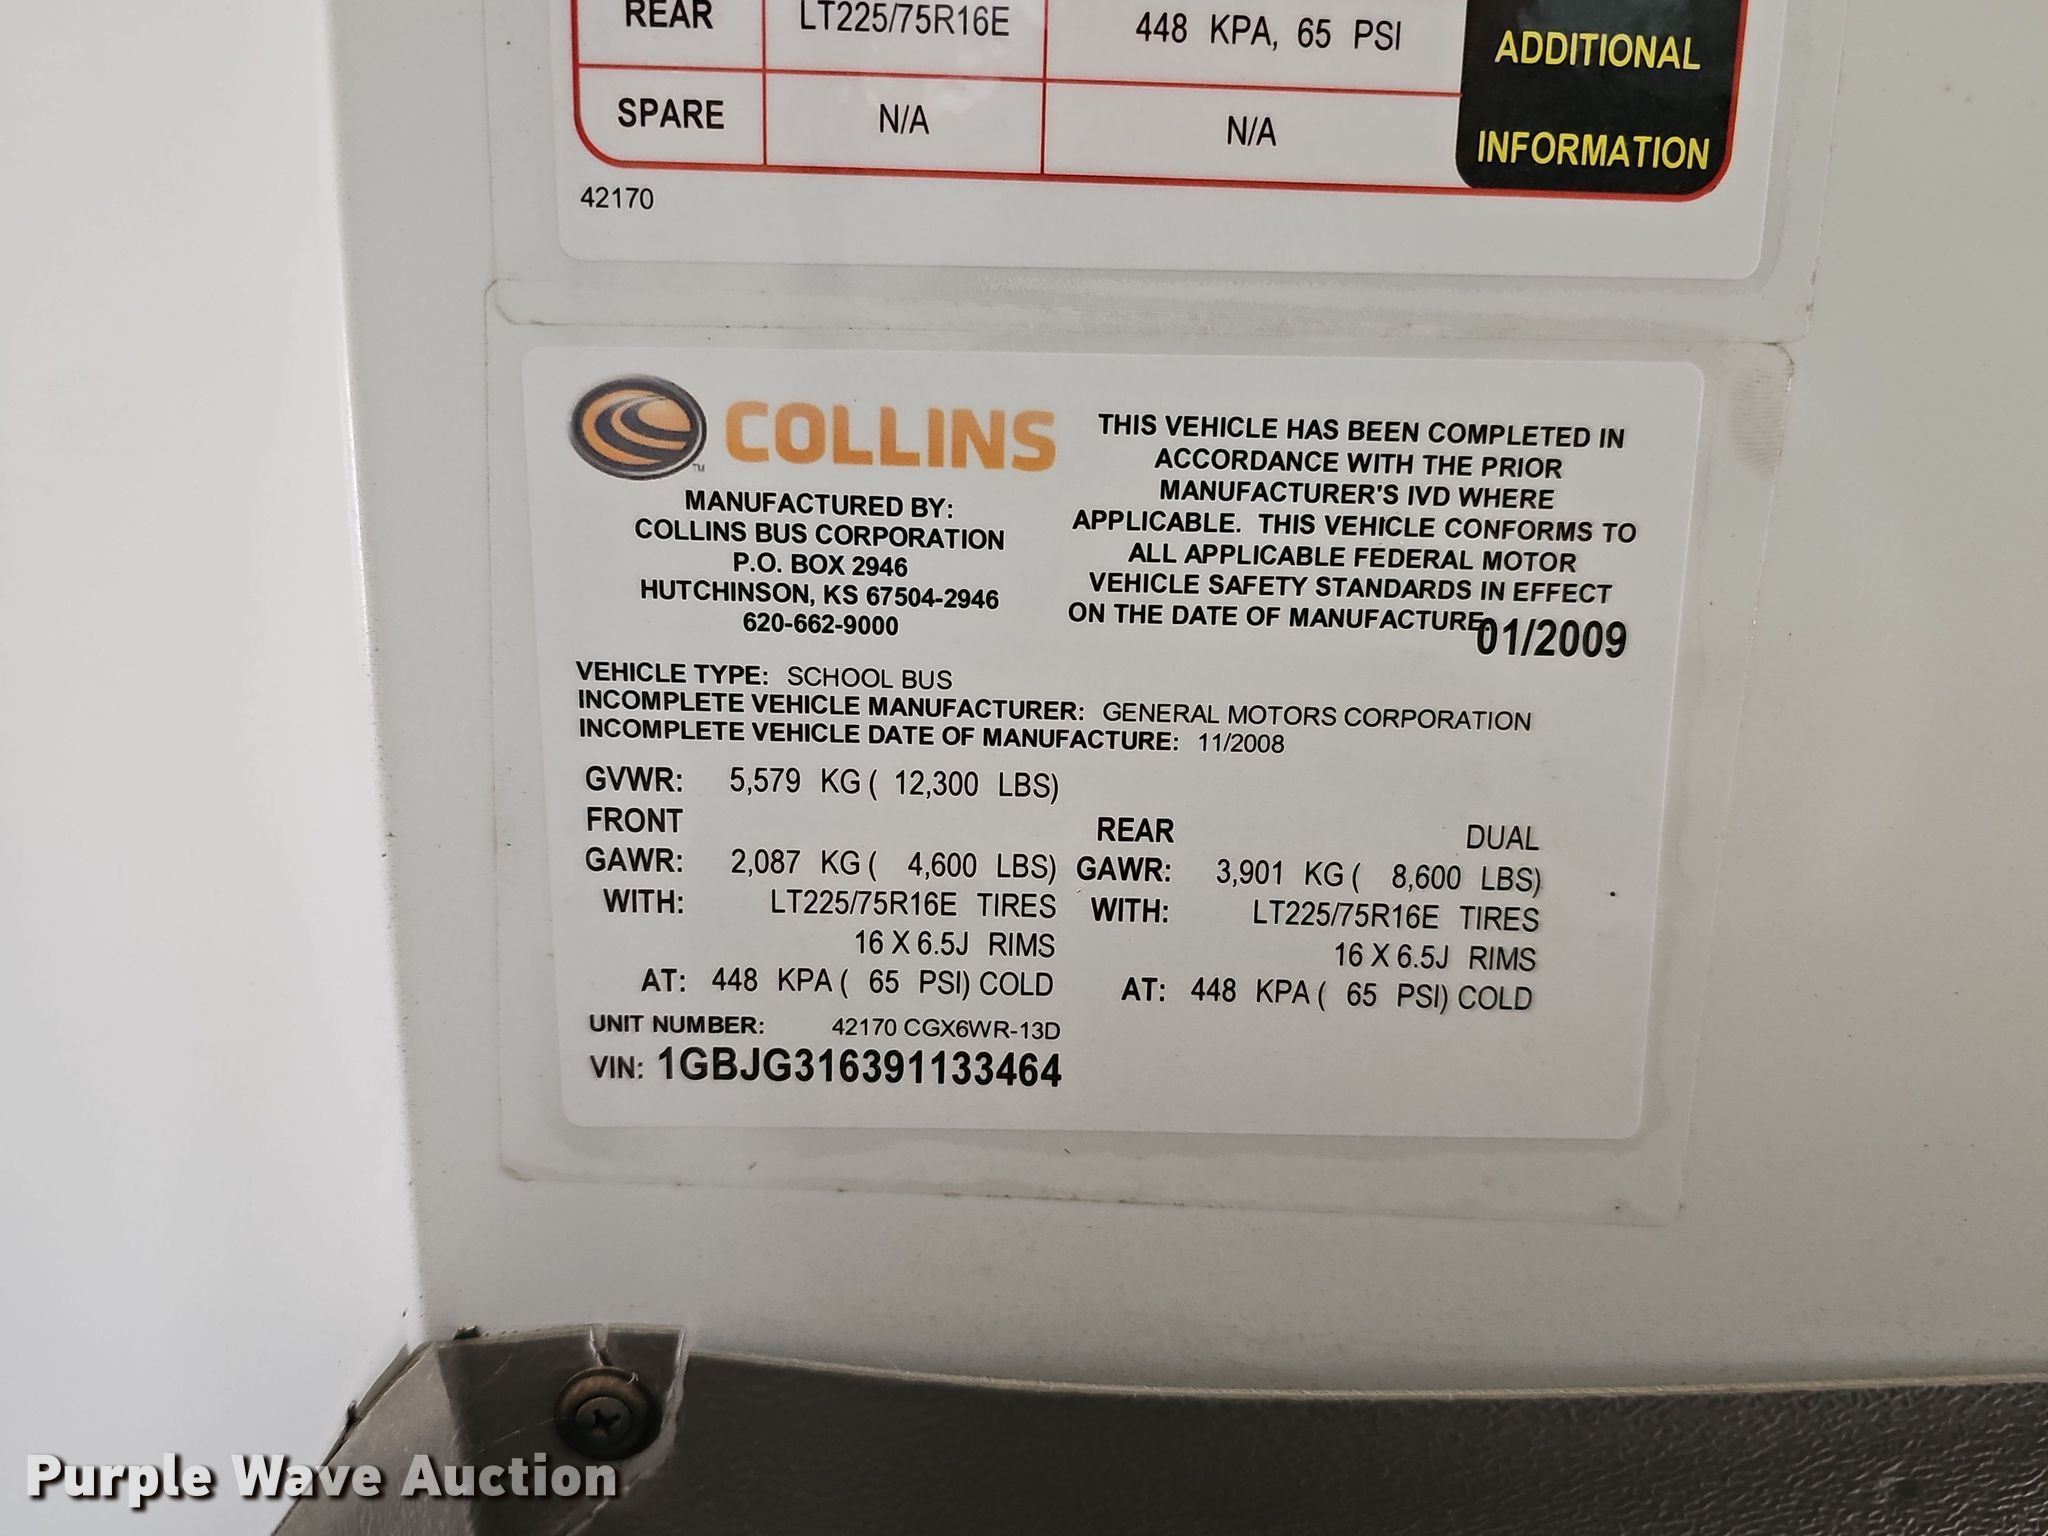 REAR LT225/75R16E 448 KPA, 65 PSI
SPARE N/A N/A
ADDITIONAL
INFORMATION
42170
COLLINS
TM
MANUFACTURED BY:
COLLINS BUS CORPORATION
P.O. BOX 2946
HUTCHINSON, KS 67504-2946
620-662-9000
THIS VEHICLE HAS BEEN COMPLETED IN
ACCORDANCE WITH THE PRIOR
MANUFACTURER'S IVD WHERE
APPLICABLE. THIS VEHICLE CONFORMS TO
ALL APPLICABLE FEDERAL MOTOR
VEHICLE SAFETY STANDARDS IN EFFECT
ON THE DATE OF MANUFACTURE 01/2009
VEHICLE TYPE: SCHOOL BUS
INCOMPLETE VEHICLE MANUFACTURER: GENERAL MOTORS CORPORATION
INCOMPLETE VEHICLE DATE OF MANUFACTURE: 11/2008
GVWR: 5,579 KG ( 12,300 LBS)
FRONT REAR DUAL
GAWR: 2,087 KG ( 4,600 LBS) GAWR: 3,901 KG ( 8,600 LBS)
WITH: LT225/75R16E TIRES WITH: LT225/75R16E TIRES
16 X 6.5J RIMS 16 X 6.5J RIMS
AT: 448 KPA ( 65 PSI) COLD AT: 448 KPA ( 65 PSI) COLD
UNIT NUMBER: 42170 CGX6WR-13D
VIN: 1GBJG316391133464
Purple Wave Auction